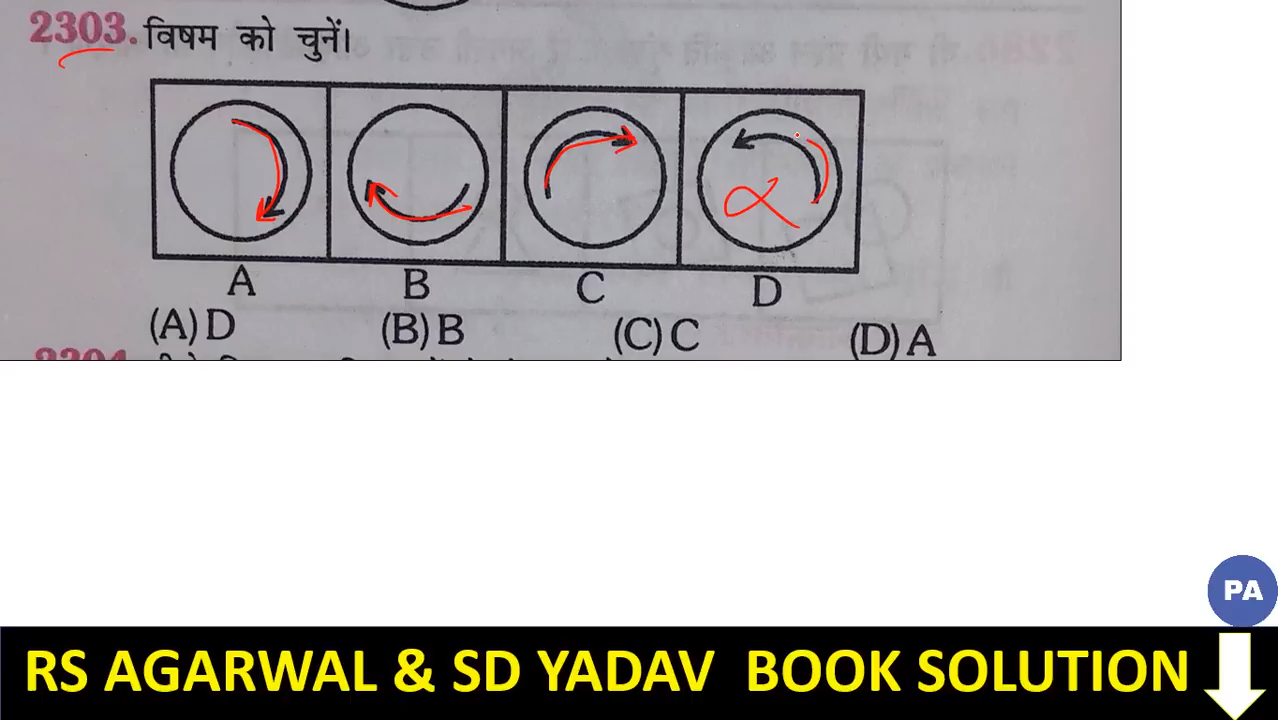 2303. विषम को चुनें।
A B C D
(A) D (B) B (C) C (D) A
PA
RS AGARWAL & SD YADAV BOOK SOLUTION